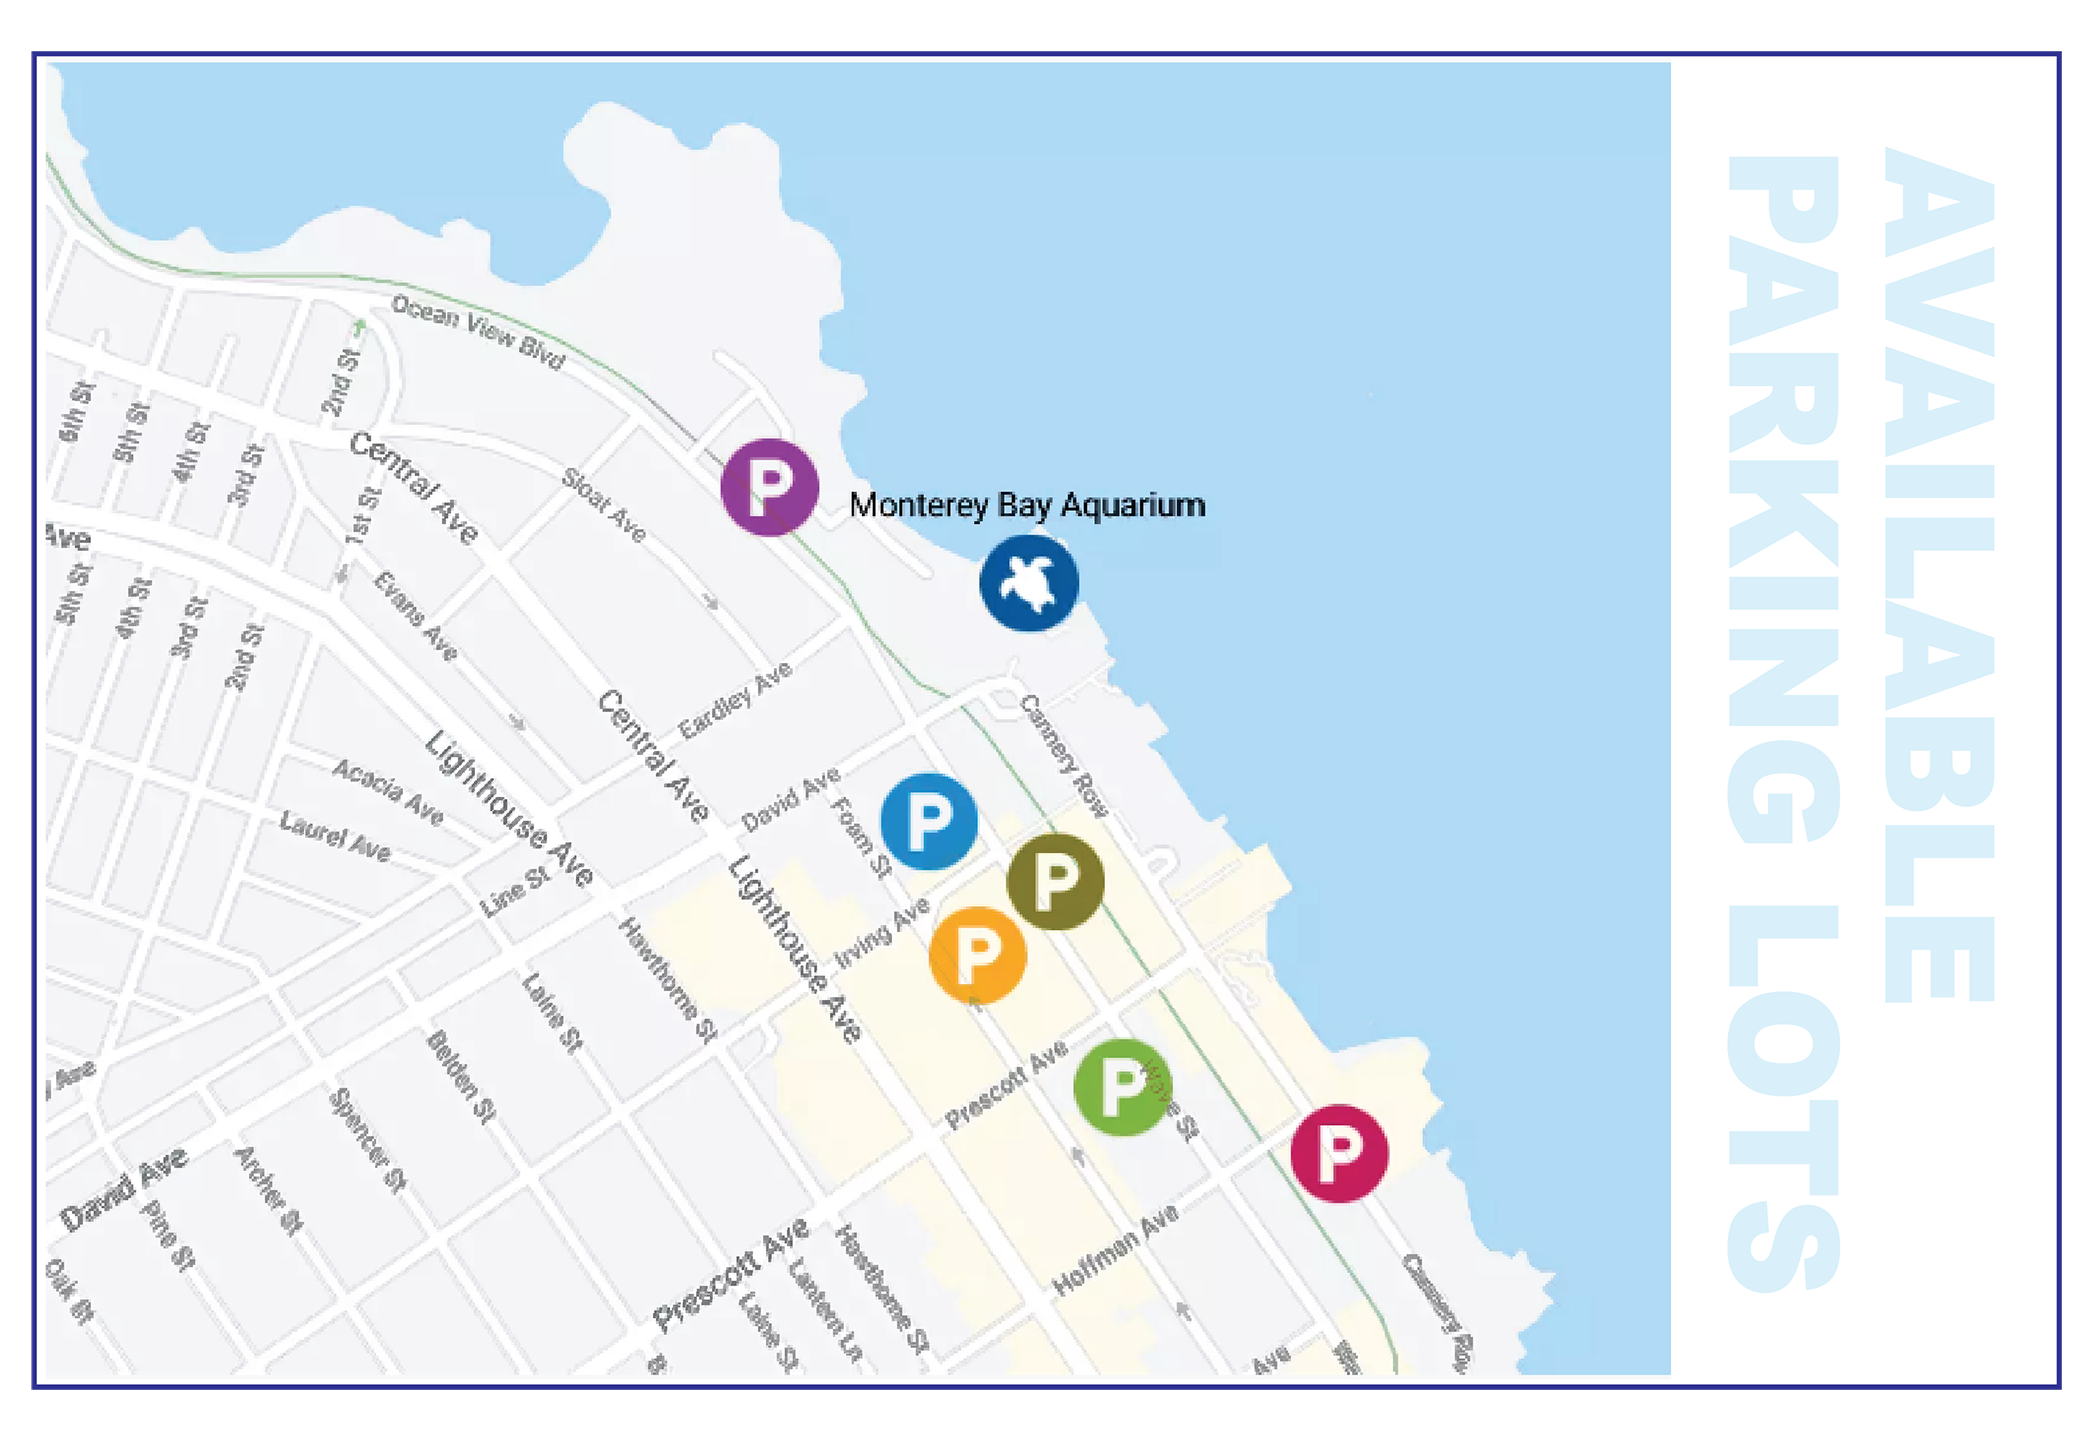 Ocean View Blvd
2nd St
6th St
5th St
4th St
3rd St
Central Ave
1st St
Sloat Ave
P
Monterey Bay Aquarium
Ave
5th St
4th St
3rd St
2nd St
Evans Ave
Eardley Ave
Central Ave
Cannery Row
Lighthouse Ave
Acacia Ave
Laurel Ave
David Ave
Foam St
P
P
P
Line St
Lighthouse Ave
Irving Ave
Hawthorne St
Laine St
Belden St
Prescott Ave
P
Wave St
P
Ave
Spencer St
David Ave
Archer St
Pine St
Oak St
Prescott Ave
Hawthorne St
Lantern Ln
Laine St
Hoffman Ave
Cannery Row
Ave
AVAILABLE
PARKING LOTS